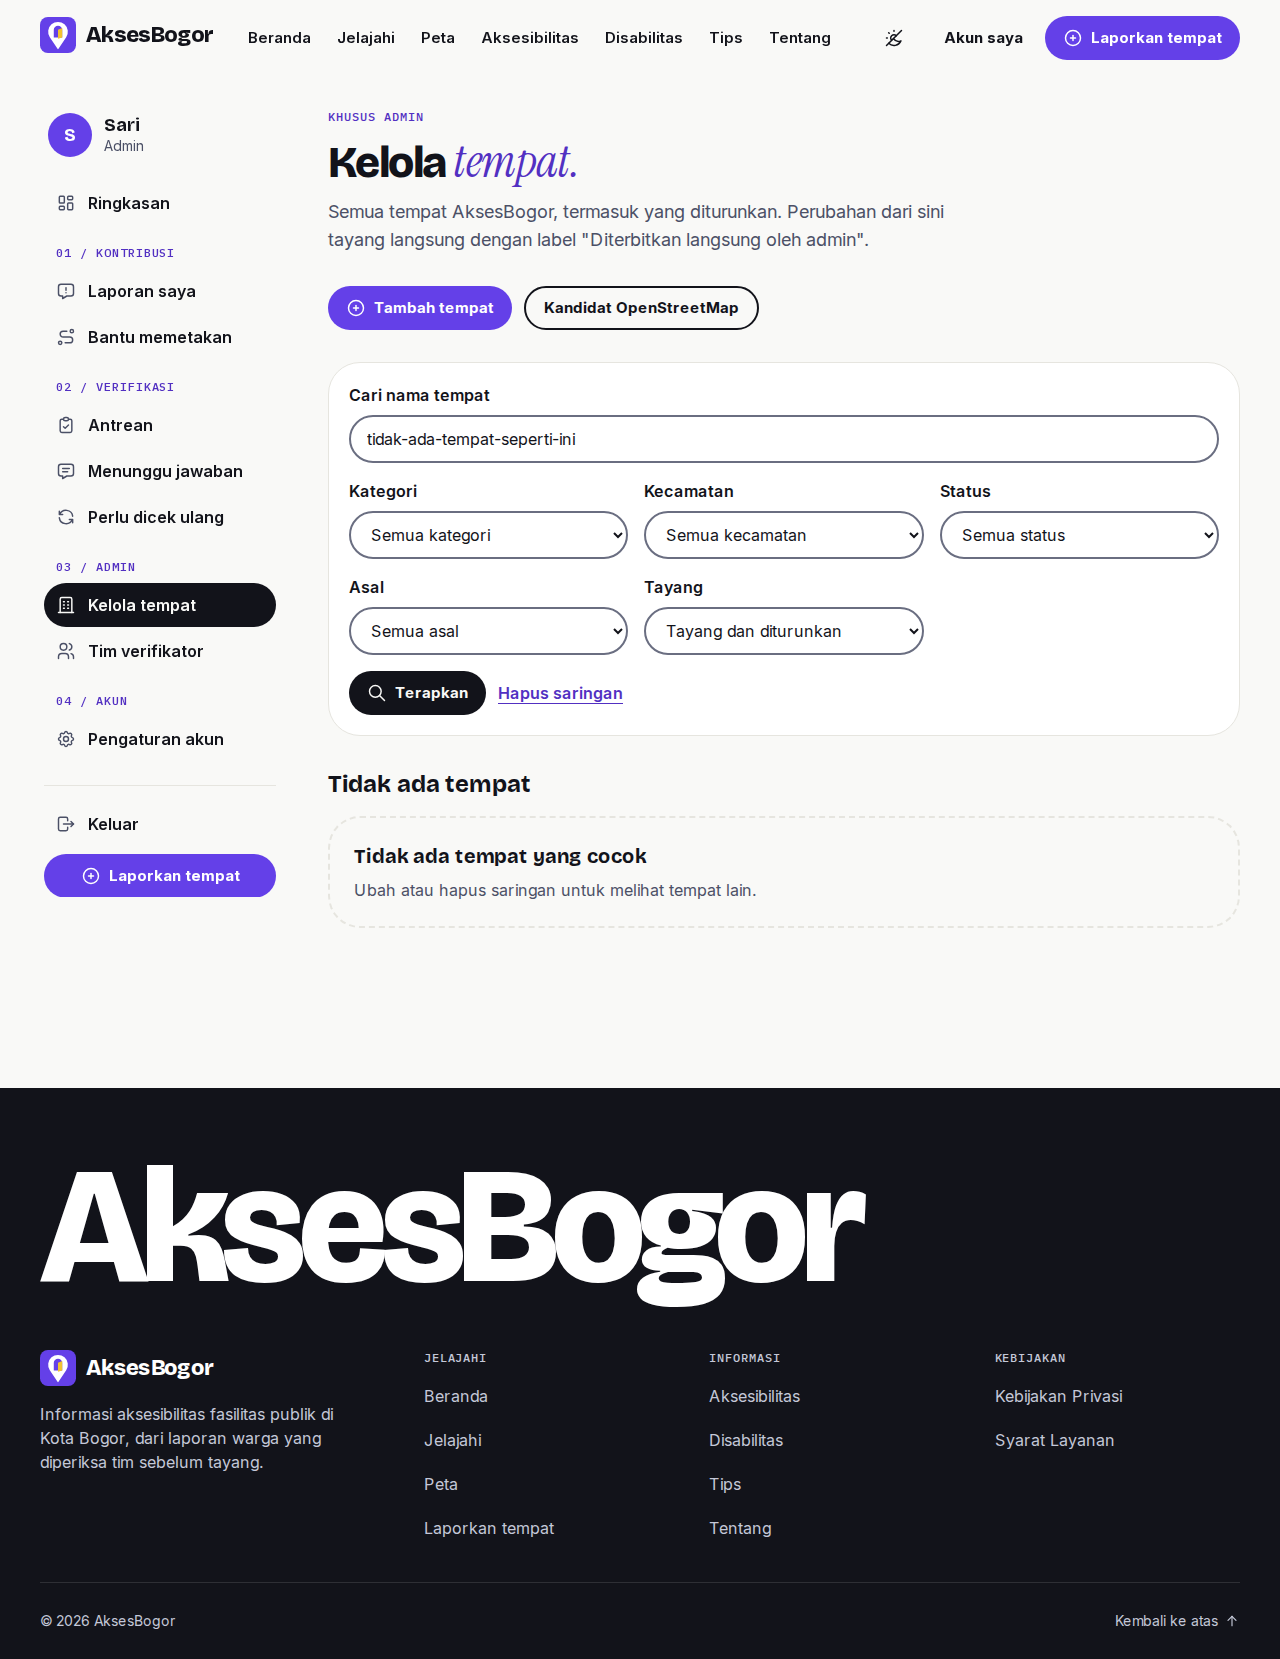 AksesBogor
Beranda
Jelajahi
Peta
Aksesibilitas
Disabilitas
Tips
Tentang
Akun saya
Laporkan tempat
S
Sari
Admin
Ringkasan
01 / KONTRIBUSI
Laporan saya
Bantu memetakan
02 / VERIFIKASI
Antrean
Menunggu jawaban
Perlu dicek ulang
03 / ADMIN
Kelola tempat
Tim verifikator
04 / AKUN
Pengaturan akun
Keluar
Laporkan tempat
KHUSUS ADMIN
Kelola tempat.
Semua tempat AksesBogor, termasuk yang diturunkan. Perubahan dari sini
tayang langsung dengan label "Diterbitkan langsung oleh admin".
Tambah tempat
Kandidat OpenStreetMap
Cari nama tempat
tidak-ada-tempat-seperti-ini
Kategori
Kecamatan
Status
Semua kategori
Semua kecamatan
Semua status
Asal
Tayang
Semua asal
Tayang dan diturunkan
Terapkan
Hapus saringan
Tidak ada tempat
Tidak ada tempat yang cocok
Ubah atau hapus saringan untuk melihat tempat lain.
AksesBogor
AksesBogor
Informasi aksesibilitas fasilitas publik di
Kota Bogor, dari laporan warga yang
diperiksa tim sebelum tayang.
JELAJAHI
Beranda
Jelajahi
Peta
Laporkan tempat
INFORMASI
Aksesibilitas
Disabilitas
Tips
Tentang
KEBIJAKAN
Kebijakan Privasi
Syarat Layanan
© 2026 AksesBogor
Kembali ke atas ↑